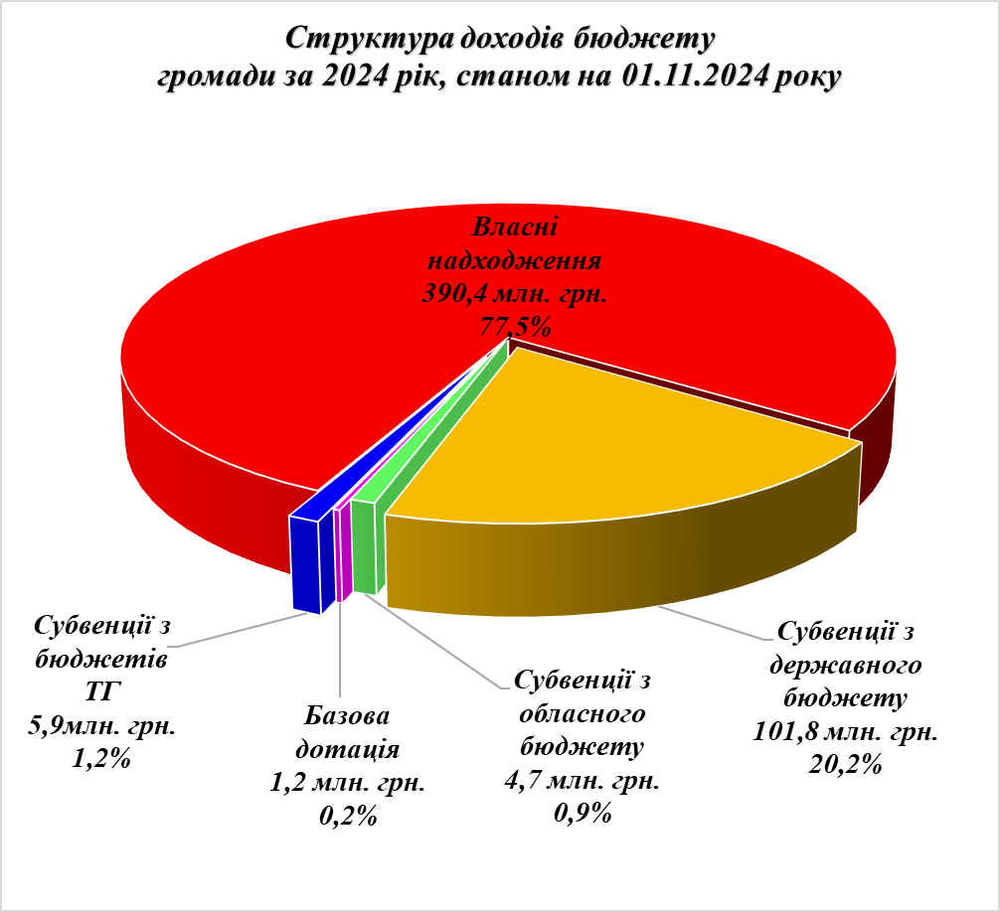 Структура доходів бюджету
громади за 2024 рік, станом на 01.11.2024 року
Власні
надходження
390,4 млн. грн.
77,5%
Субвенції з
бюджетів
ТГ
5,9млн. грн.
1,2%
Базова
дотація
1,2 млн. грн.
0,2%
Субвенції з
обласного
бюджету
4,7 млн. грн.
0,9%
Субвенції з
державного
бюджету
101,8 млн. грн.
20,2%